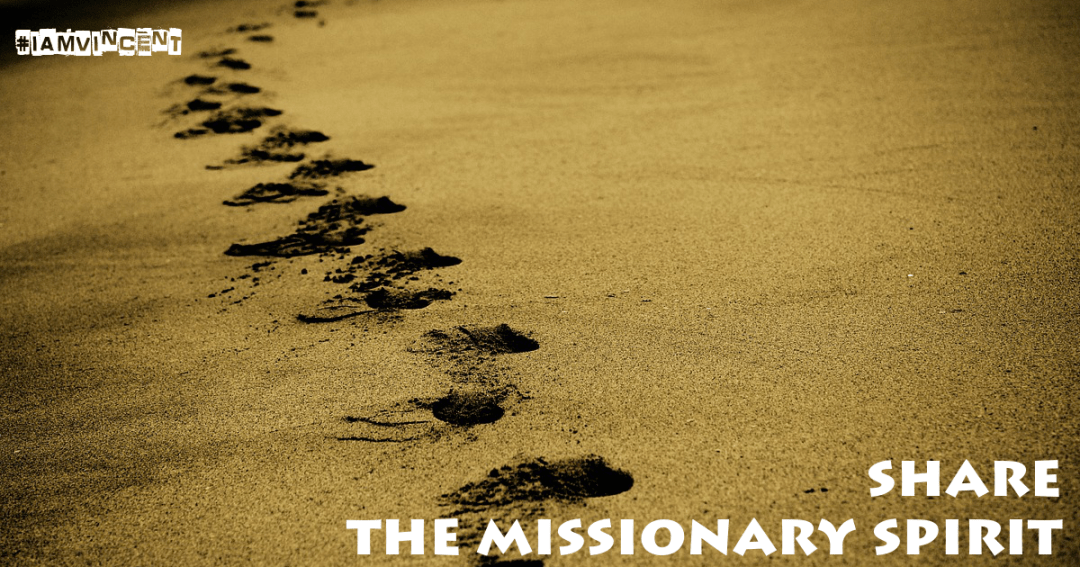 #IAMVINCENT
SHARE
THE MISSIONARY SPIRIT